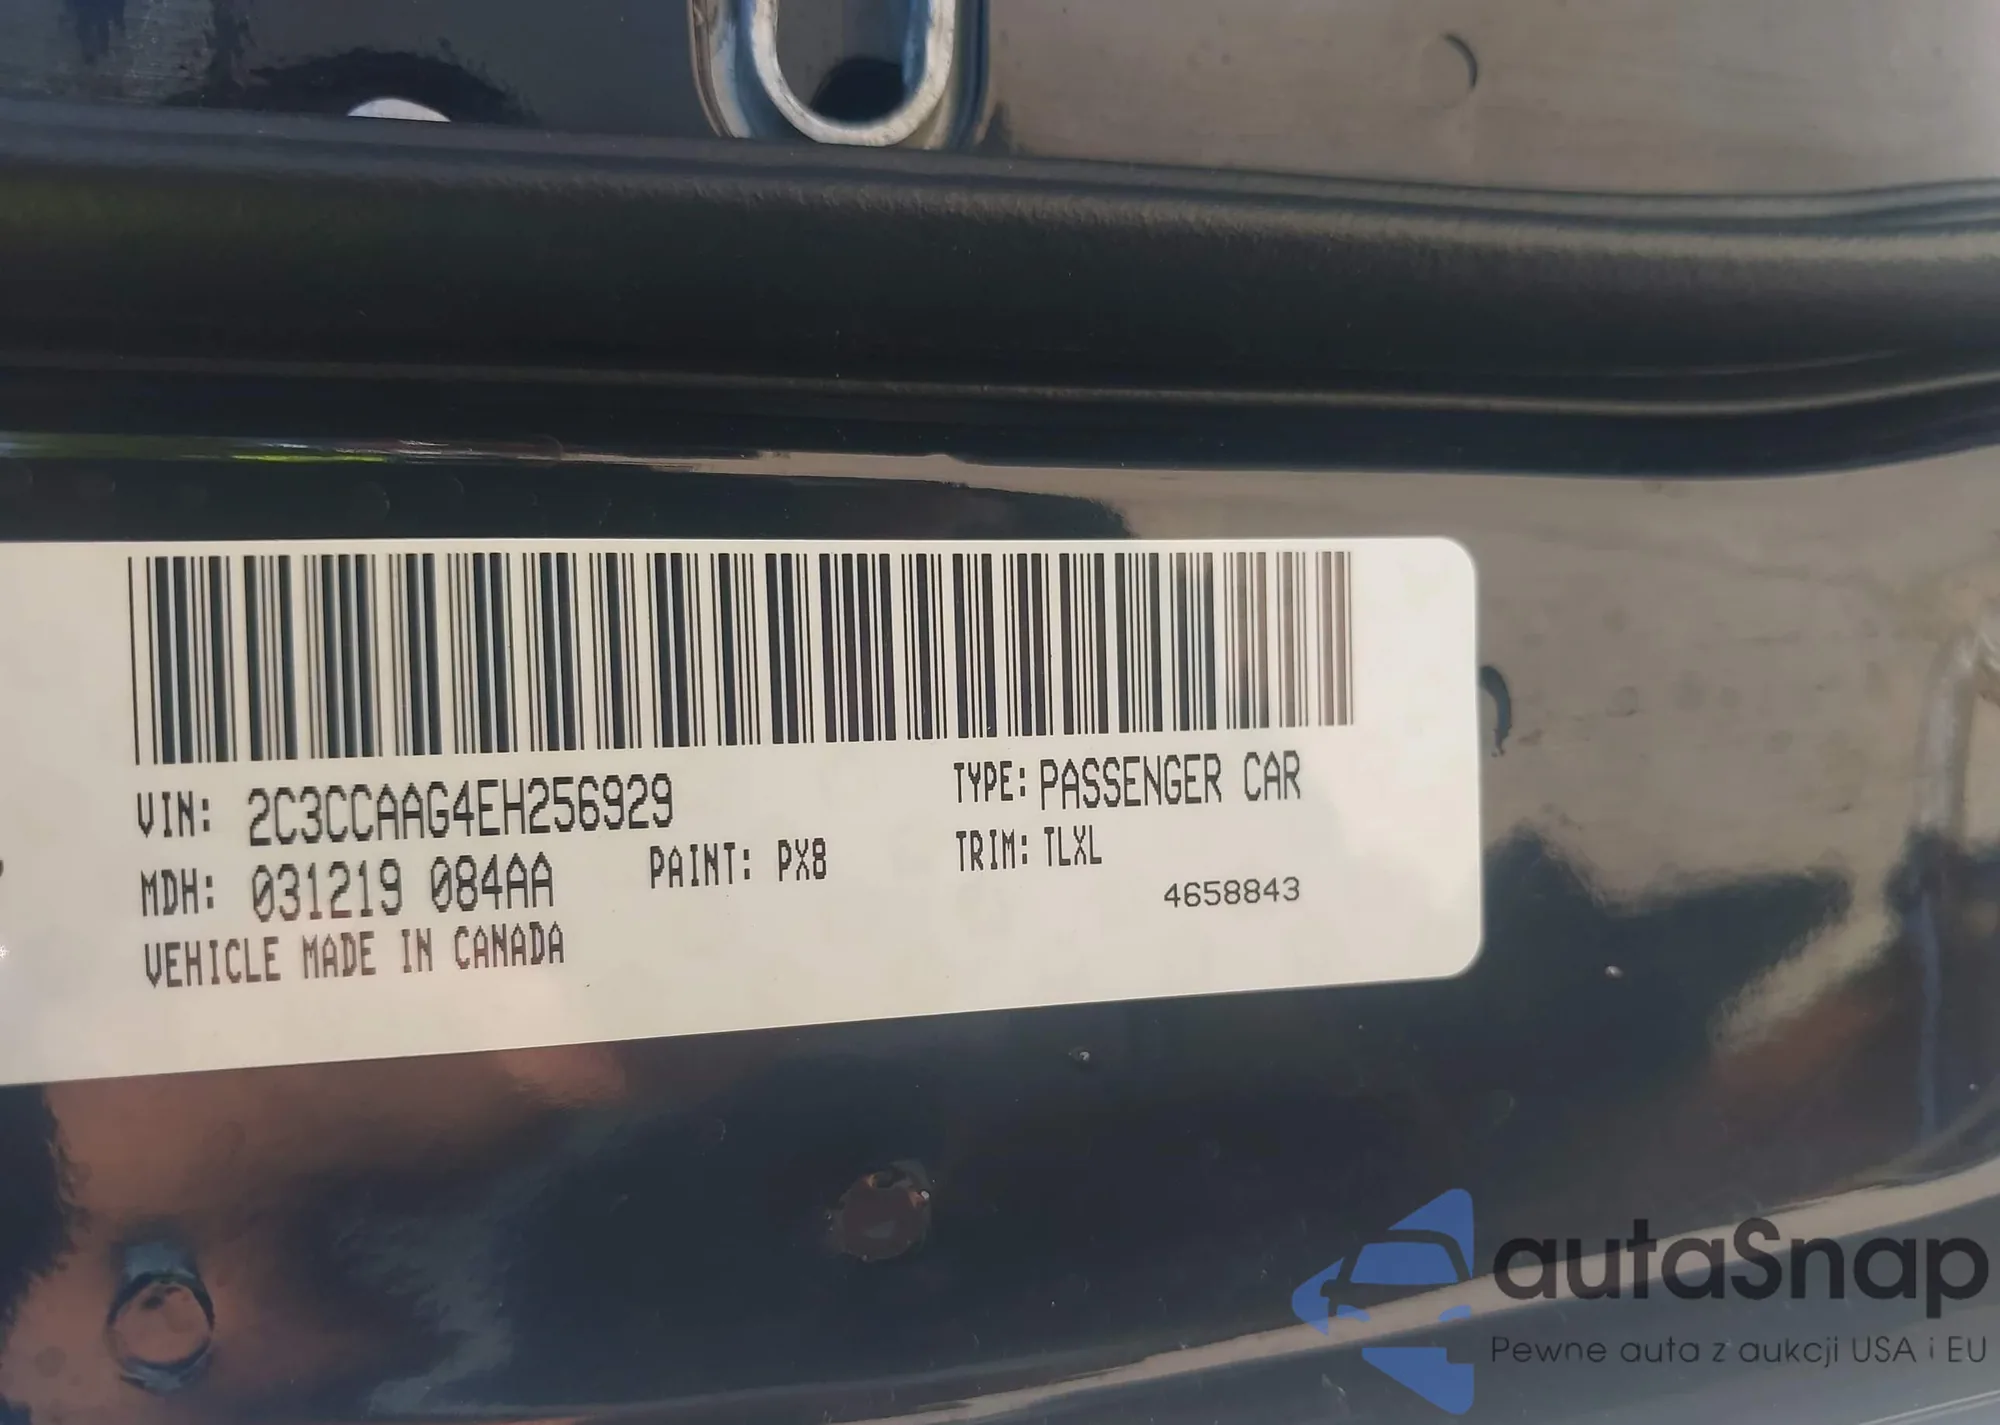 VIN: 2C3CCAAG4EH256929 TYPE: PASSENGER CAR
MDH: 031219 084AA PAINT: PX8 TRIM: TLXL
4658843
VEHICLE MADE IN CANADA
autaSnap
Pewne auta z aukcji USA i EU